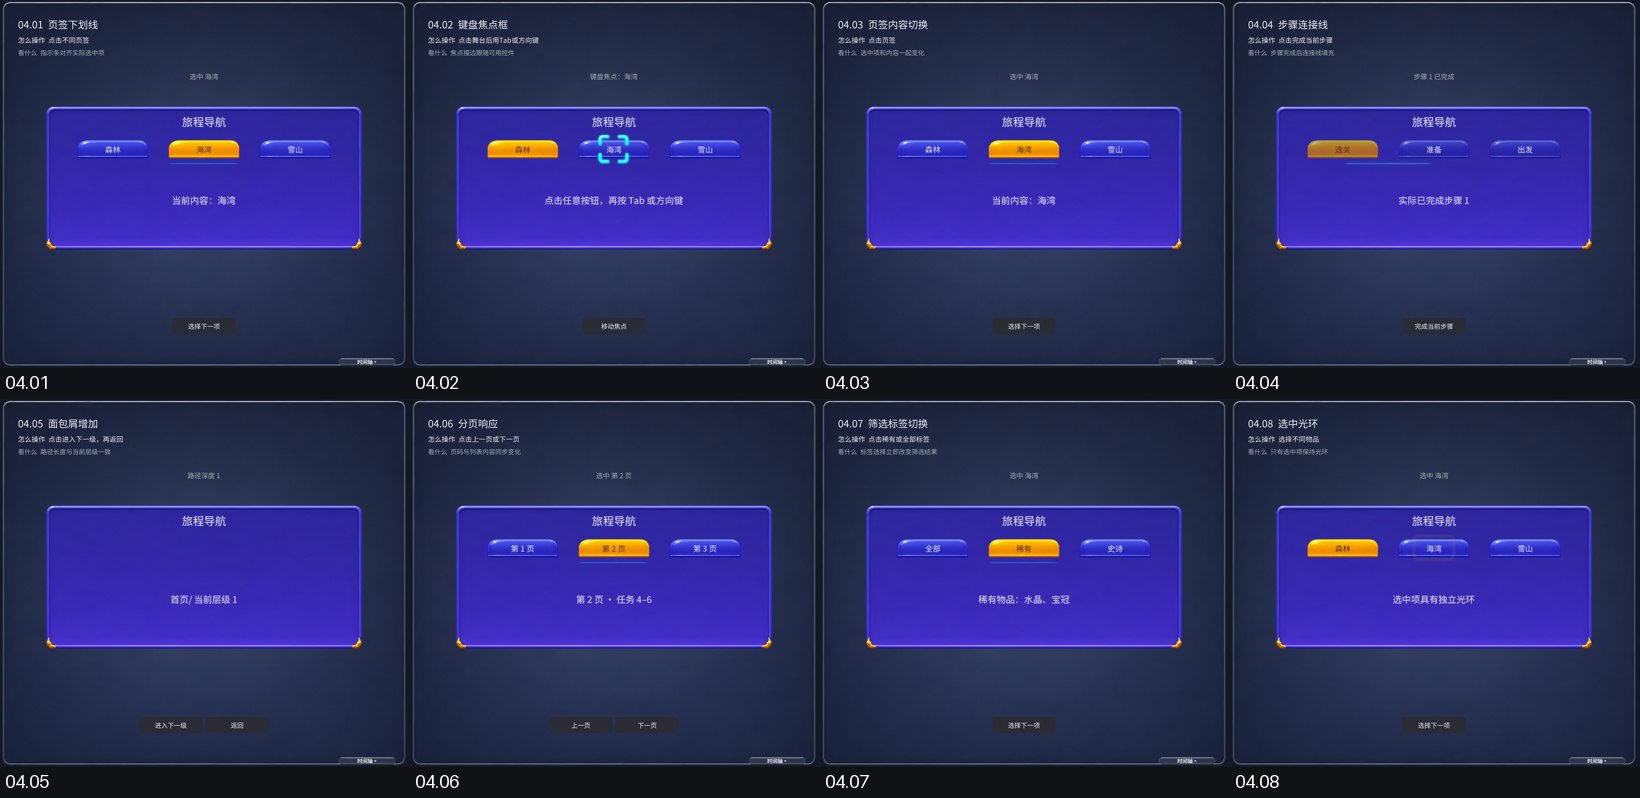 04.01 页签下划线
怎么操作 点击不同页签
看什么 指示条对齐实际选中项
选中 海湾
旅程导航
森林 海湾 雪山
当前内容：海湾
选择下一项
时间轴
04.01
04.02 键盘焦点框
怎么操作 点击舞台后用Tab或方向键
看什么 焦点描边跟随可用控件
键盘焦点：海湾
旅程导航
森林 海湾 雪山
点击任意按钮，再按 Tab 或方向键
移动焦点
时间轴
04.02
04.03 页签内容切换
怎么操作 点击页签
看什么 选中项和内容一起变化
选中 海湾
旅程导航
森林 海湾 雪山
当前内容：海湾
选择下一项
时间轴
04.03
04.04 步骤连接线
怎么操作 点击完成当前步骤
看什么 步骤完成后连接线填充
步骤 1 已完成
旅程导航
选关 准备 出发
实际已完成步骤 1
完成当前步骤
时间轴
04.04
04.05 面包屑增加
怎么操作 点击进入下一级，再返回
看什么 路径长度与当前层级一致
路径深度 1
旅程导航
首页/ 当前层级 1
进入下一级 返回
时间轴
04.05
04.06 分页响应
怎么操作 点击上一页或下一页
看什么 页码与列表内容同步变化
选中 第 2 页
旅程导航
第 1 页 第 2 页 第 3 页
第 2 页 · 任务 4–6
上一页 下一页
时间轴
04.06
04.07 筛选标签切换
怎么操作 点击稀有或全部标签
看什么 标签选择立即改变筛选结果
选中 海湾
旅程导航
全部 稀有 史诗
稀有物品：水晶、宝冠
选择下一项
时间轴
04.07
04.08 选中光环
怎么操作 选择不同物品
看什么 只有选中项保持光环
选中 海湾
旅程导航
森林 海湾 雪山
选中项具有独立光环
选择下一项
时间轴
04.08